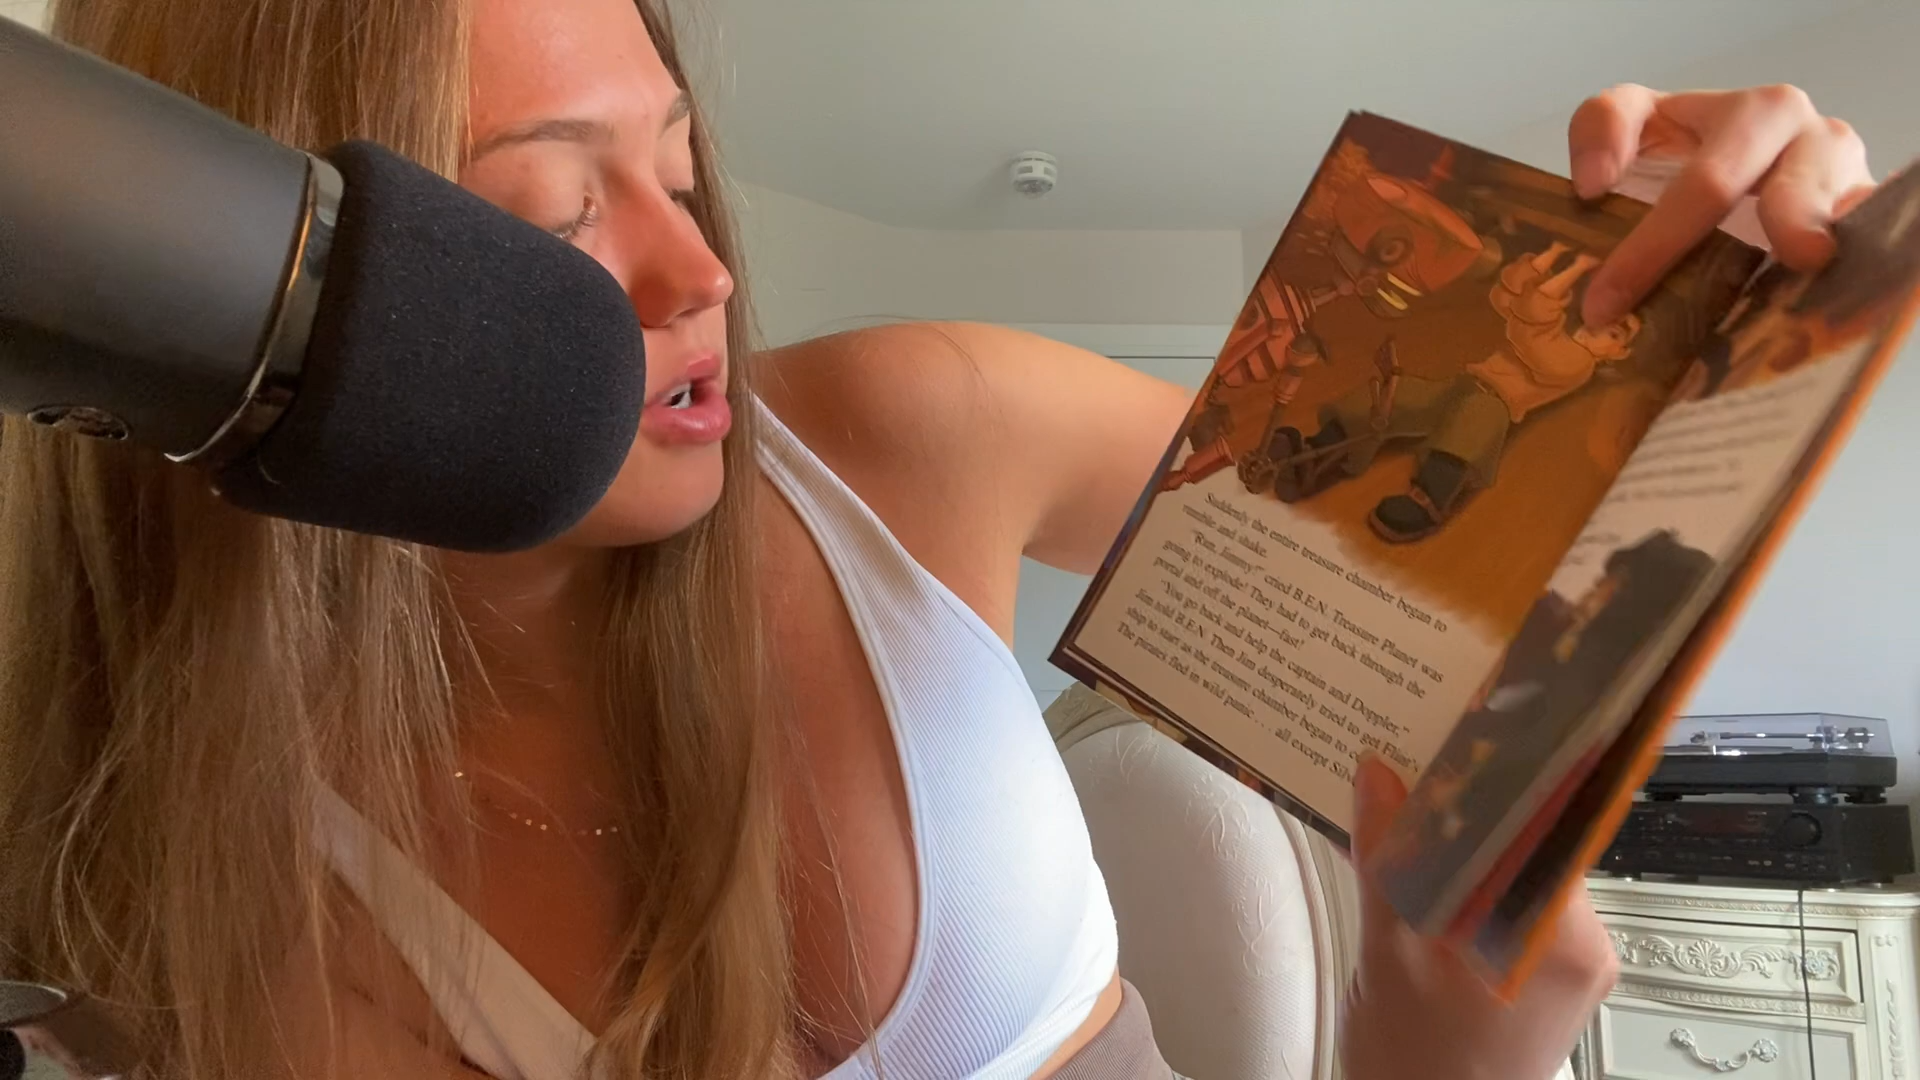 Suddenly the entire treasure chamber began to
rumble and shake.
"Run, Jimmy!" cried B.E.N. Treasure Planet was
going to explode! They had to get back through the
portal and off the planet—fast!
"You go back and help the captain and Doppler,"
Jim told B.E.N. Then Jim desperately tried to get Flint's
ship to start as the treasure chamber began to
The pirates fled in wild panic . . . all except